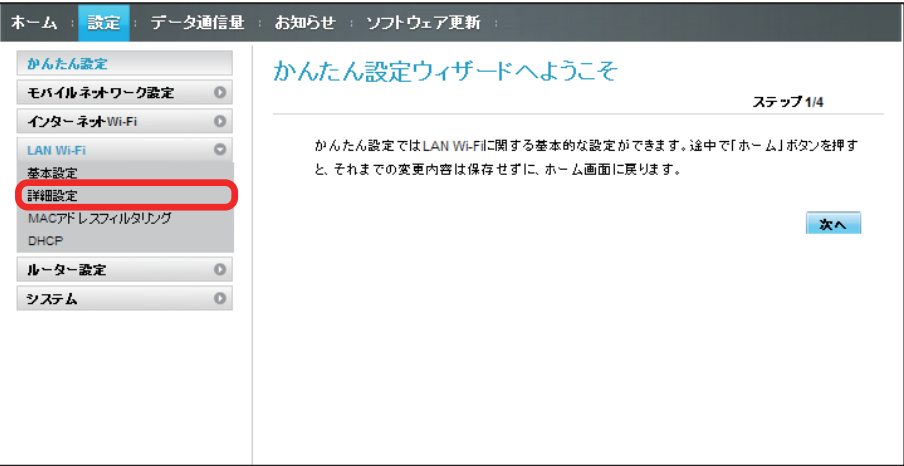 ホーム 設定 データ通信量 お知らせ ソフトウェア更新
かんたん設定
モバイルネットワーク設定
インターネットWi-Fi
LAN Wi-Fi
基本設定
詳細設定
MACアドレスフィルタリング
DHCP
ルーター設定
システム
かんたん設定ウィザードへようこそ
ステップ1/4
かんたん設定ではLAN Wi-Fiに関する基本的な設定ができます。途中で「ホーム」ボタンを押す
と、それまでの変更内容は保存せずに、ホーム画面に戻ります。
次へ